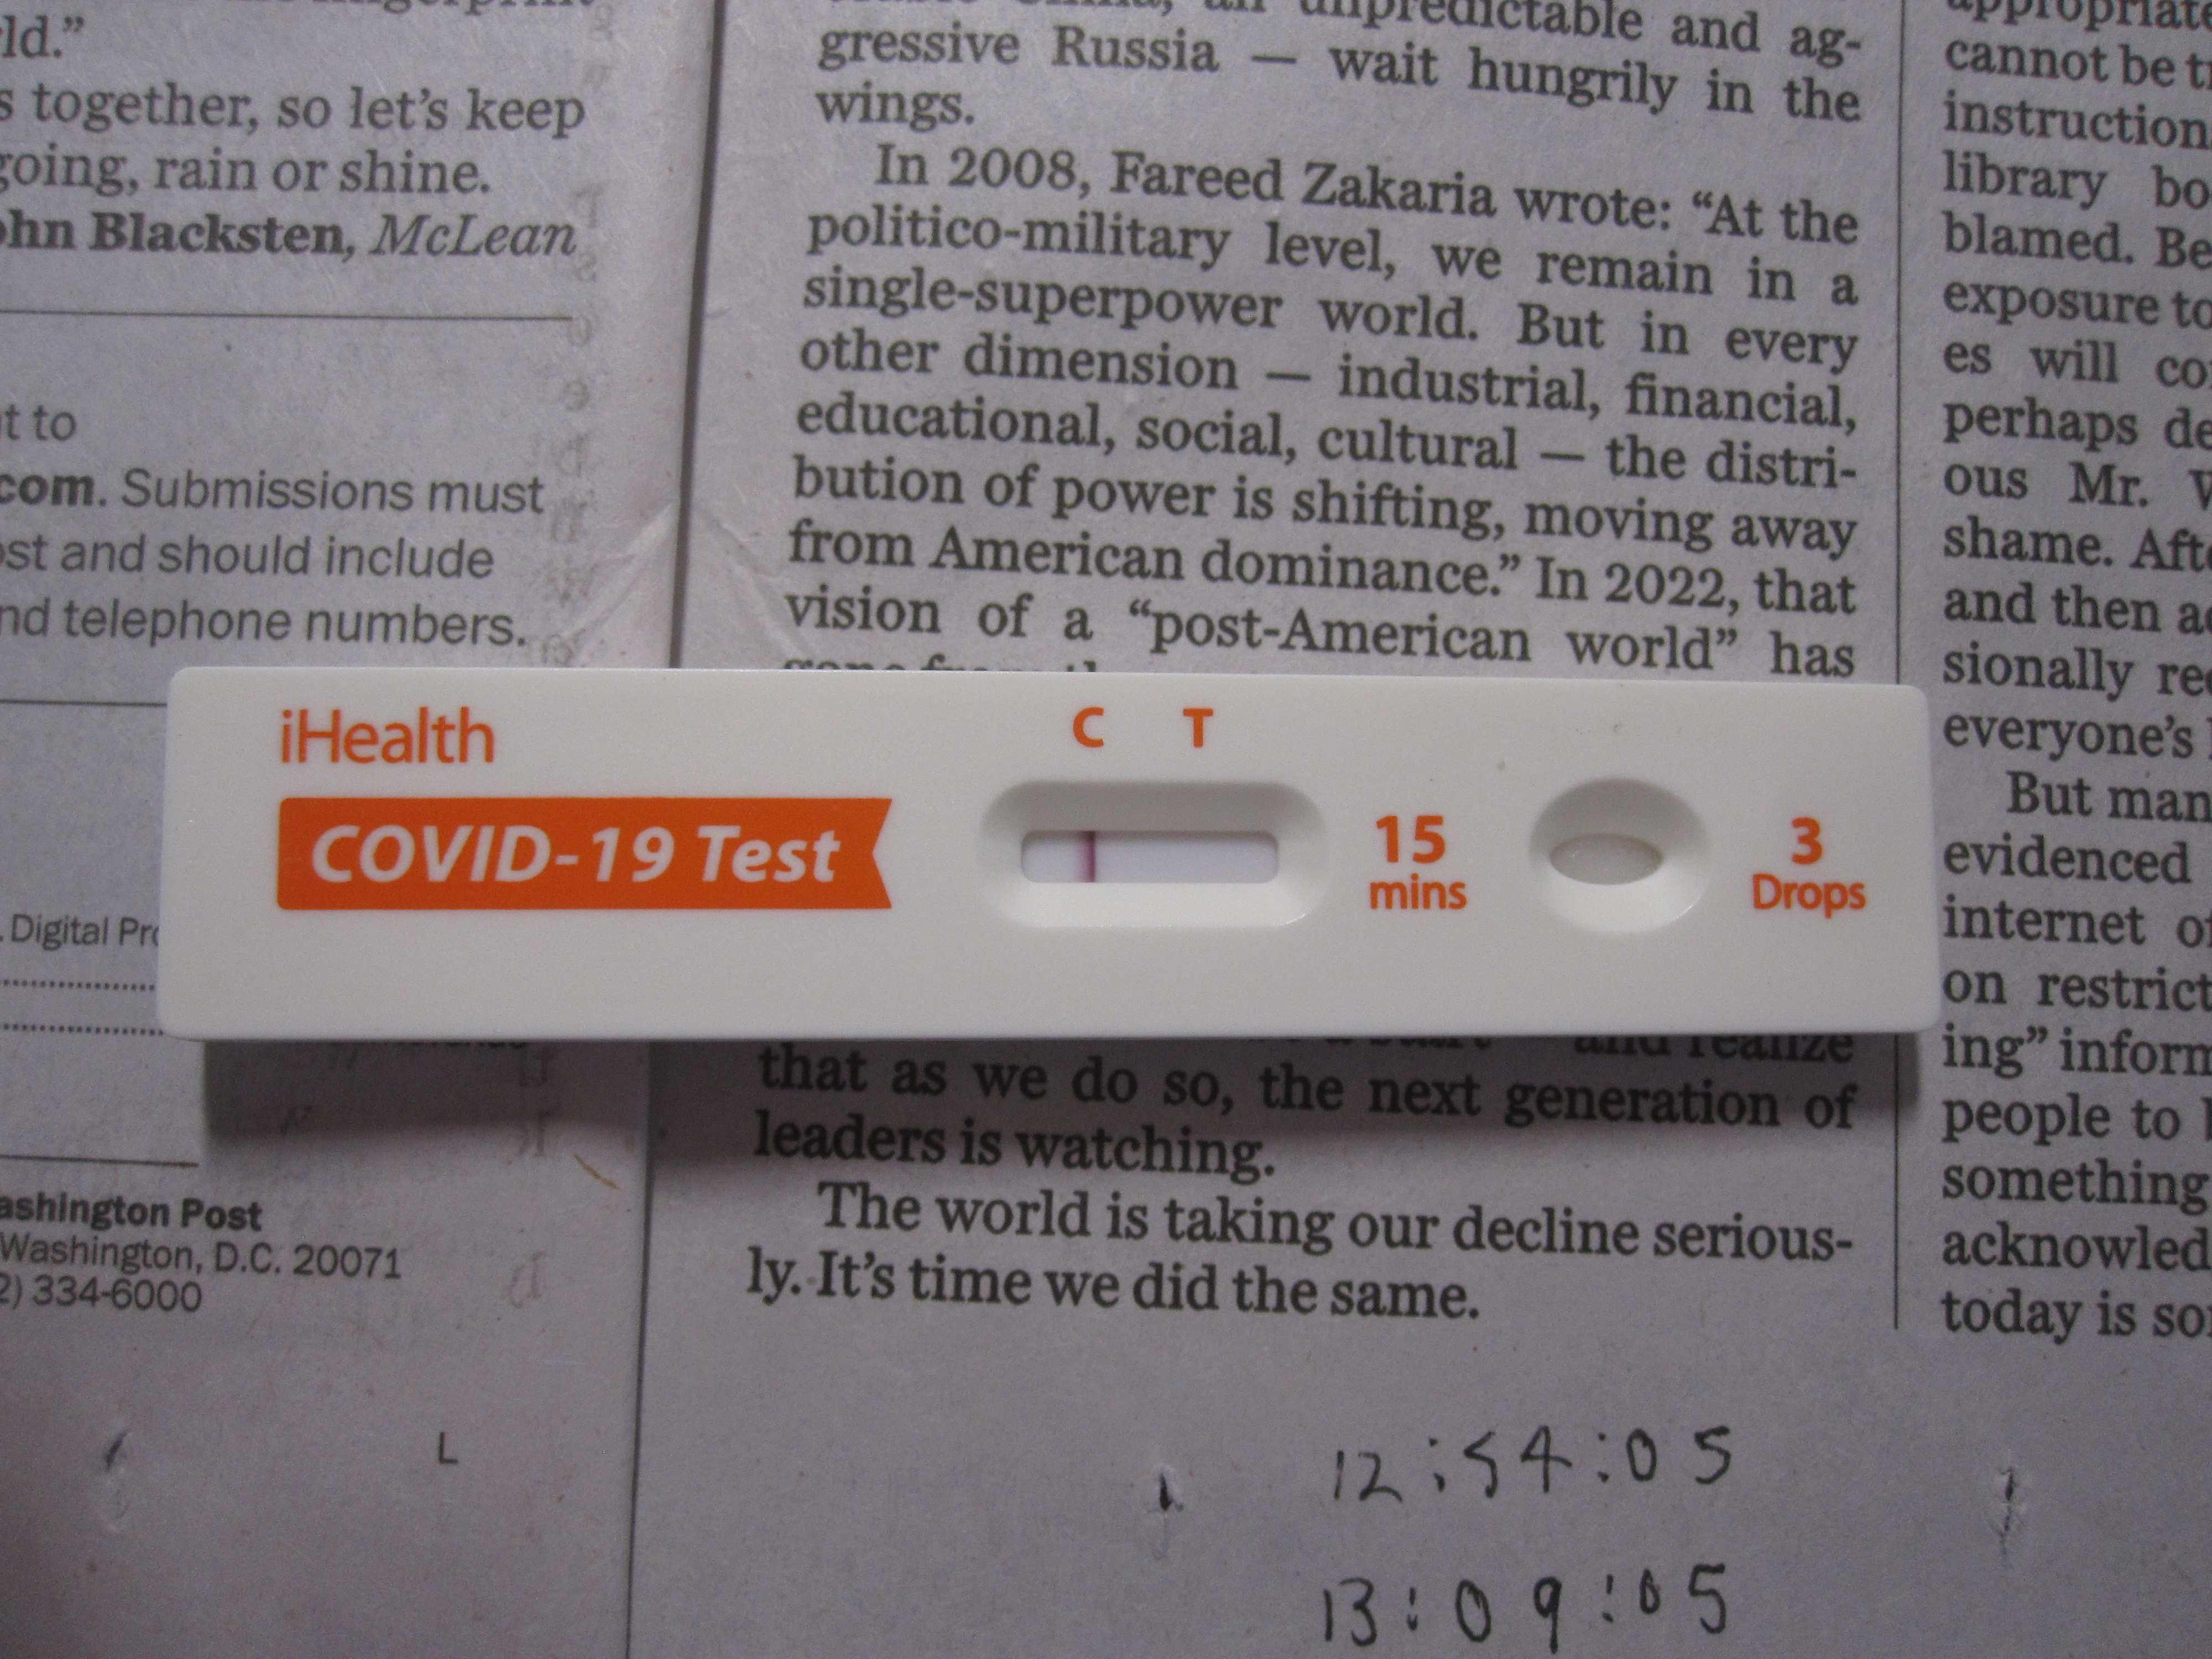 ld.”
s together, so let’s keep
going, rain or shine.
ohn Blacksten, McLean
t to
com. Submissions must
ost and should include
nd telephone numbers.
. Digital Pro
ashington Post
Washington, D.C. 20071
2) 334-6000
L
unpredictable and ag-
gressive Russia — wait hungrily in the
wings.
In 2008, Fareed Zakaria wrote: “At the
politico-military level, we remain in a
single-superpower world. But in every
other dimension — industrial, financial,
educational, social, cultural — the distri-
bution of power is shifting, moving away
from American dominance.” In 2022, that
vision of a “post-American world” has
iHealth
COVID-19 Test
C T
15
mins
3
Drops
and realize
that as we do so, the next generation of
leaders is watching.
The world is taking our decline serious-
ly. It’s time we did the same.
12:54:05
13:09:05
appropriate
cannot be t
instruction
library bo
blamed. Be
exposure to
es will co
perhaps de
ous Mr. W
shame. Afte
and then a
sionally re
everyone’s
But man
evidenced
internet o
on restrict
ing” inform
people to
something
acknowled
today is so